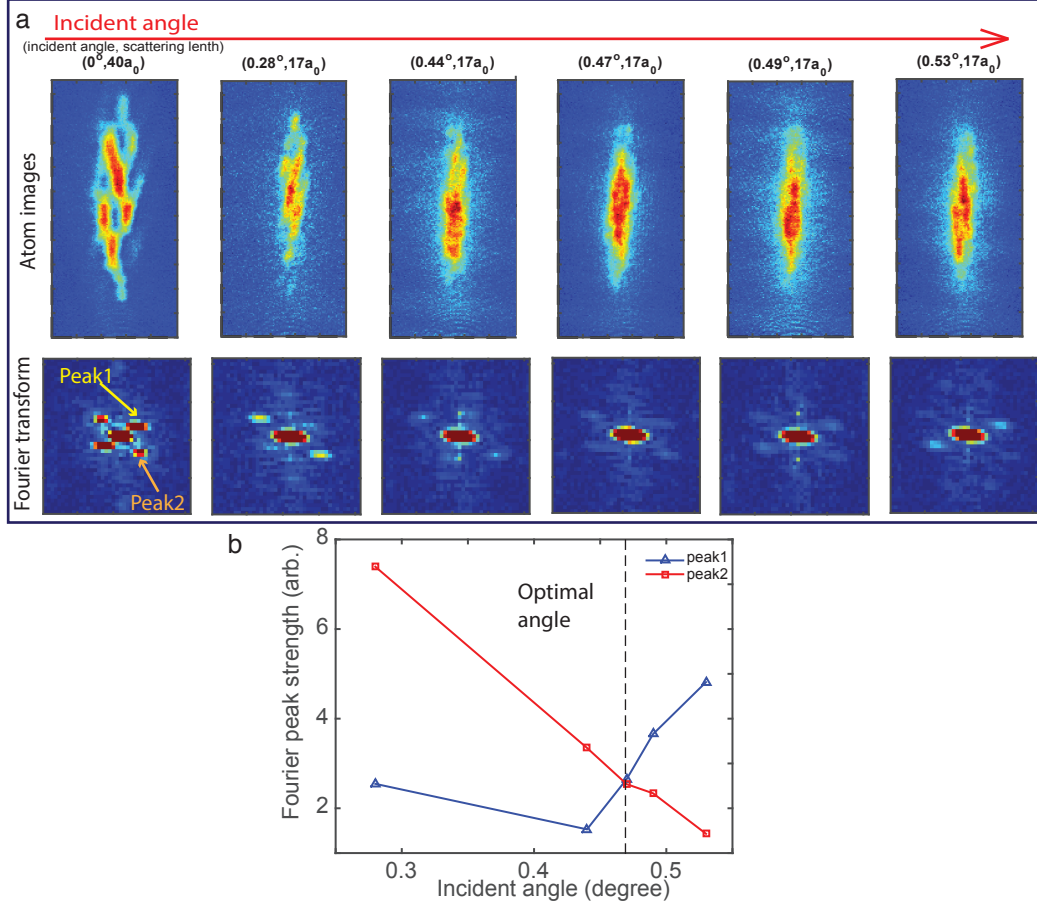 a
Incident angle
(incident angle, scattering lenth)
(0°,40a₀) (0.28°,17a₀) (0.44°,17a₀) (0.47°,17a₀) (0.49°,17a₀) (0.53°,17a₀)
Atom images
Fourier transform
Peak1
Peak2
b
Fourier peak strength (arb.)
8
6
4
2
Optimal
angle
peak1
peak2
0.3 0.4 0.5
Incident angle (degree)